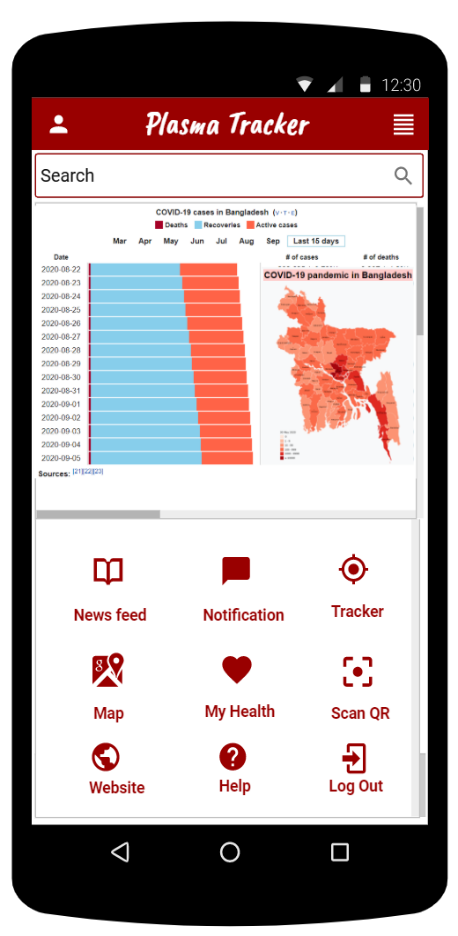 12:30
Plasma Tracker
Search
COVID-19 cases in Bangladesh (V·T·E)
Deaths Recoveries Active cases
Mar Apr May Jun Jul Aug Sep Last 15 days
Date # of cases # of deaths
2020-08-22
COVID-19 pandemic in Bangladesh
2020-08-23
2020-08-24
2020-08-25
2020-08-26
2020-08-27
2020-08-28
2020-08-29
2020-08-30
2020-08-31
2020-09-01
2020-09-02
2020-09-03
2020-09-04
2020-09-05
Sources: [21][22][23]
News feed Notification Tracker
Map My Health Scan QR
Website Help Log Out